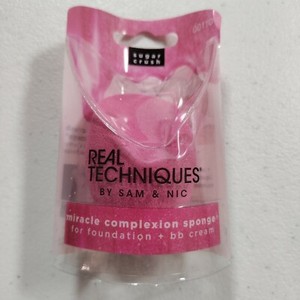 sugar
crush
REAL
TECHNIQUES®
BY SAM & NIC
miracle complexion sponge
for foundation + bb cream